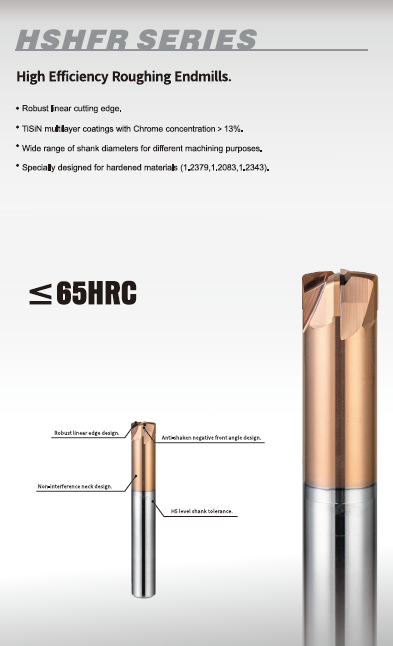 HSHFR SERIES
High Efficiency Roughing Endmills.
• Robust linear cutting edge.
• TiSiN multilayer coatings with Chrome concentration > 13%.
• Wide range of shank diameters for different machining purposes.
• Specially designed for hardened materials (1.2379,1.2083,1.2343).
≤65HRC
Robust linear edge design.
Anti-shaken negative front angle design.
Non-interference neck design.
H5 level shank tolerance.